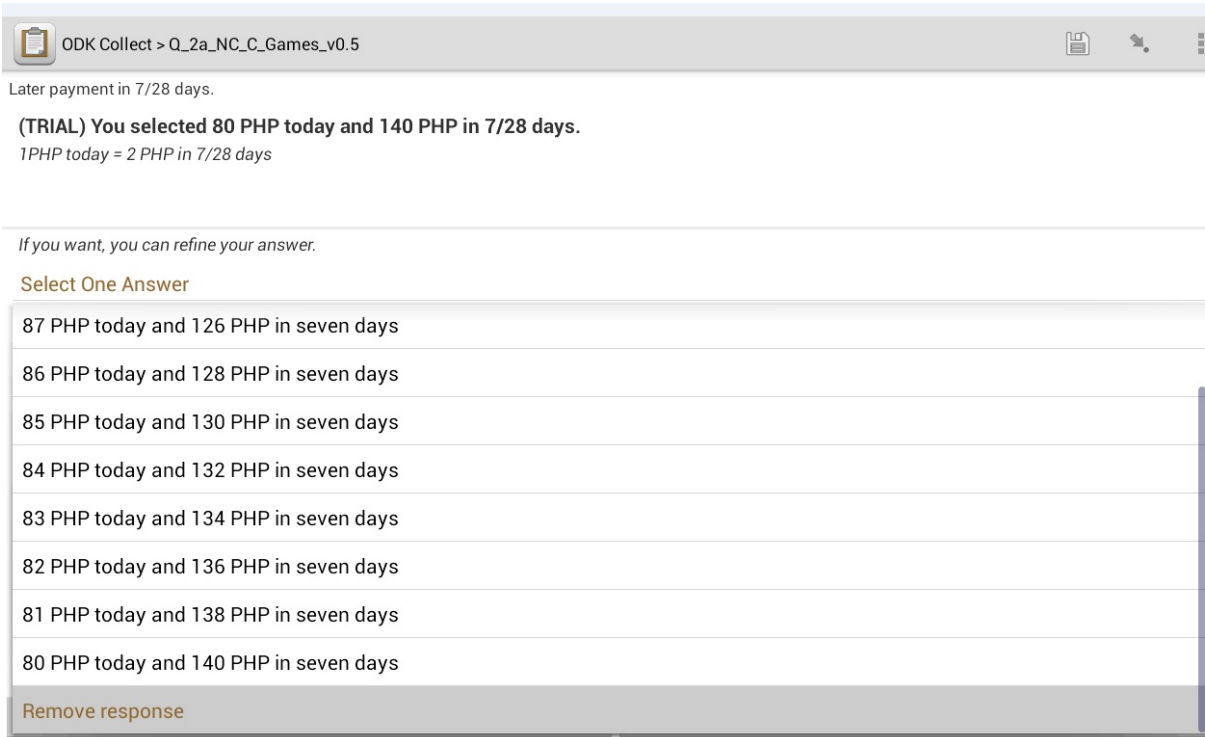 ODK Collect > Q_2a_NC_C_Games_v0.5
Later payment in 7/28 days.
(TRIAL) You selected 80 PHP today and 140 PHP in 7/28 days.
1PHP today = 2 PHP in 7/28 days
If you want, you can refine your answer.
Select One Answer
87 PHP today and 126 PHP in seven days
86 PHP today and 128 PHP in seven days
85 PHP today and 130 PHP in seven days
84 PHP today and 132 PHP in seven days
83 PHP today and 134 PHP in seven days
82 PHP today and 136 PHP in seven days
81 PHP today and 138 PHP in seven days
80 PHP today and 140 PHP in seven days
Remove response